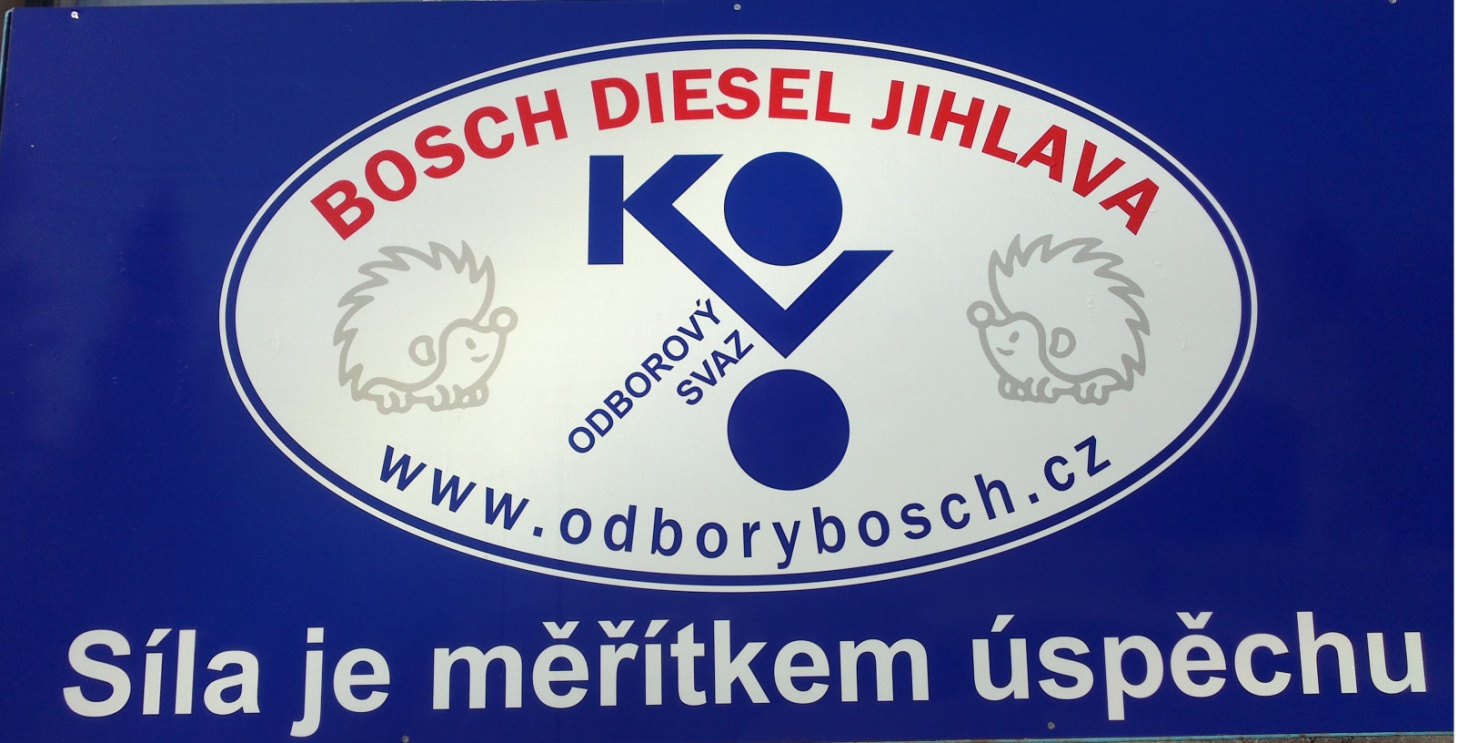 BOSCH DIESEL JIHLAVA
KOVO
ODBOROVÝ
SVAZ
www.odborybosch.cz
Síla je měřítkem úspěchu